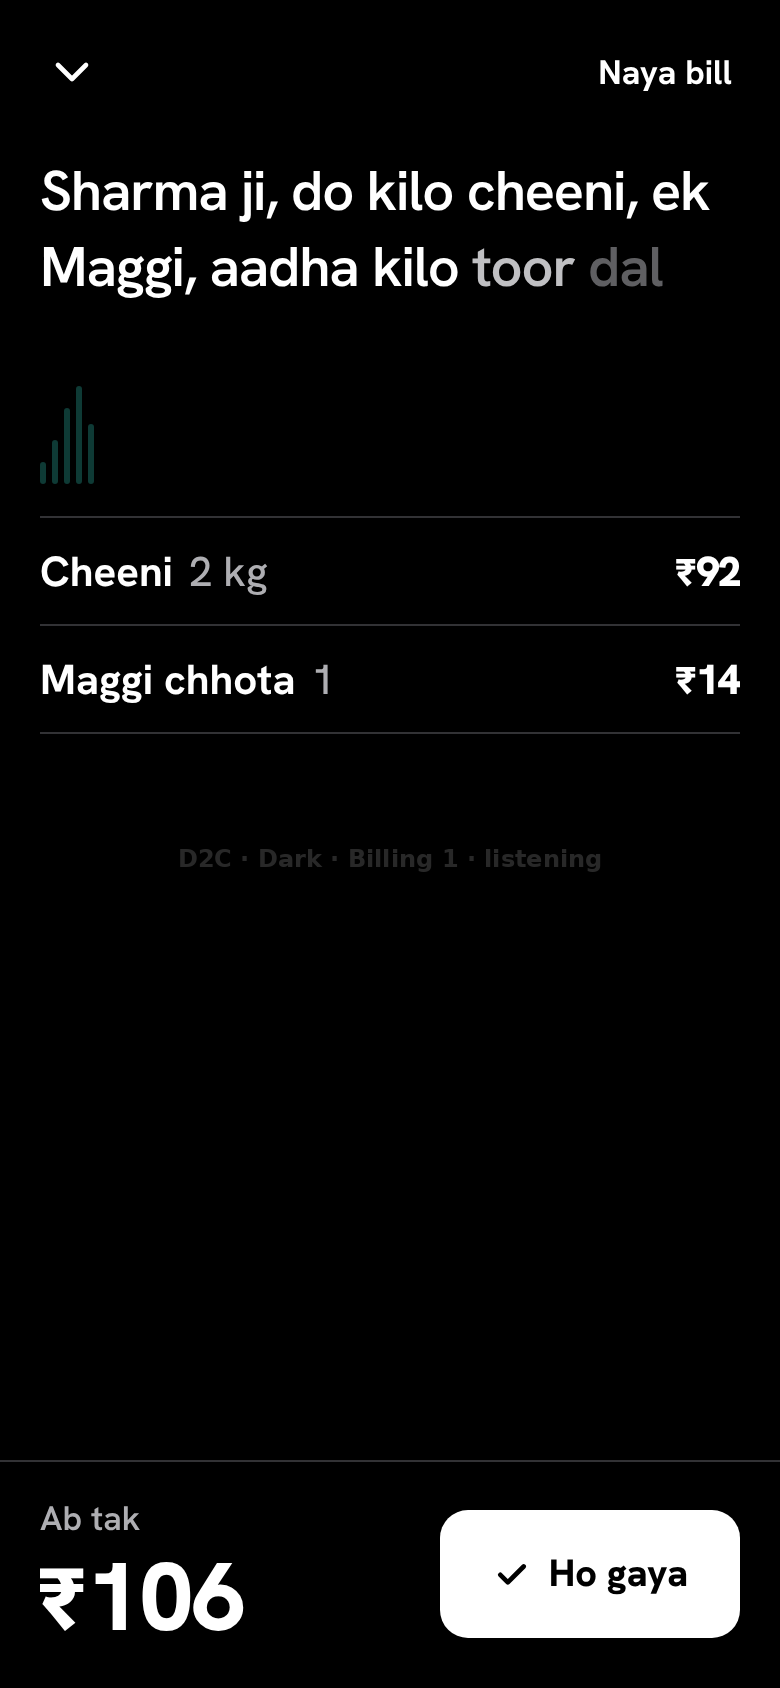 Naya bill
Sharma ji, do kilo cheeni, ek
Maggi, aadha kilo toor dal
Cheeni 2 kg ₹92
Maggi chhota 1 ₹14
D2C · Dark · Billing 1 · listening
Ab tak
₹106
Ho gaya